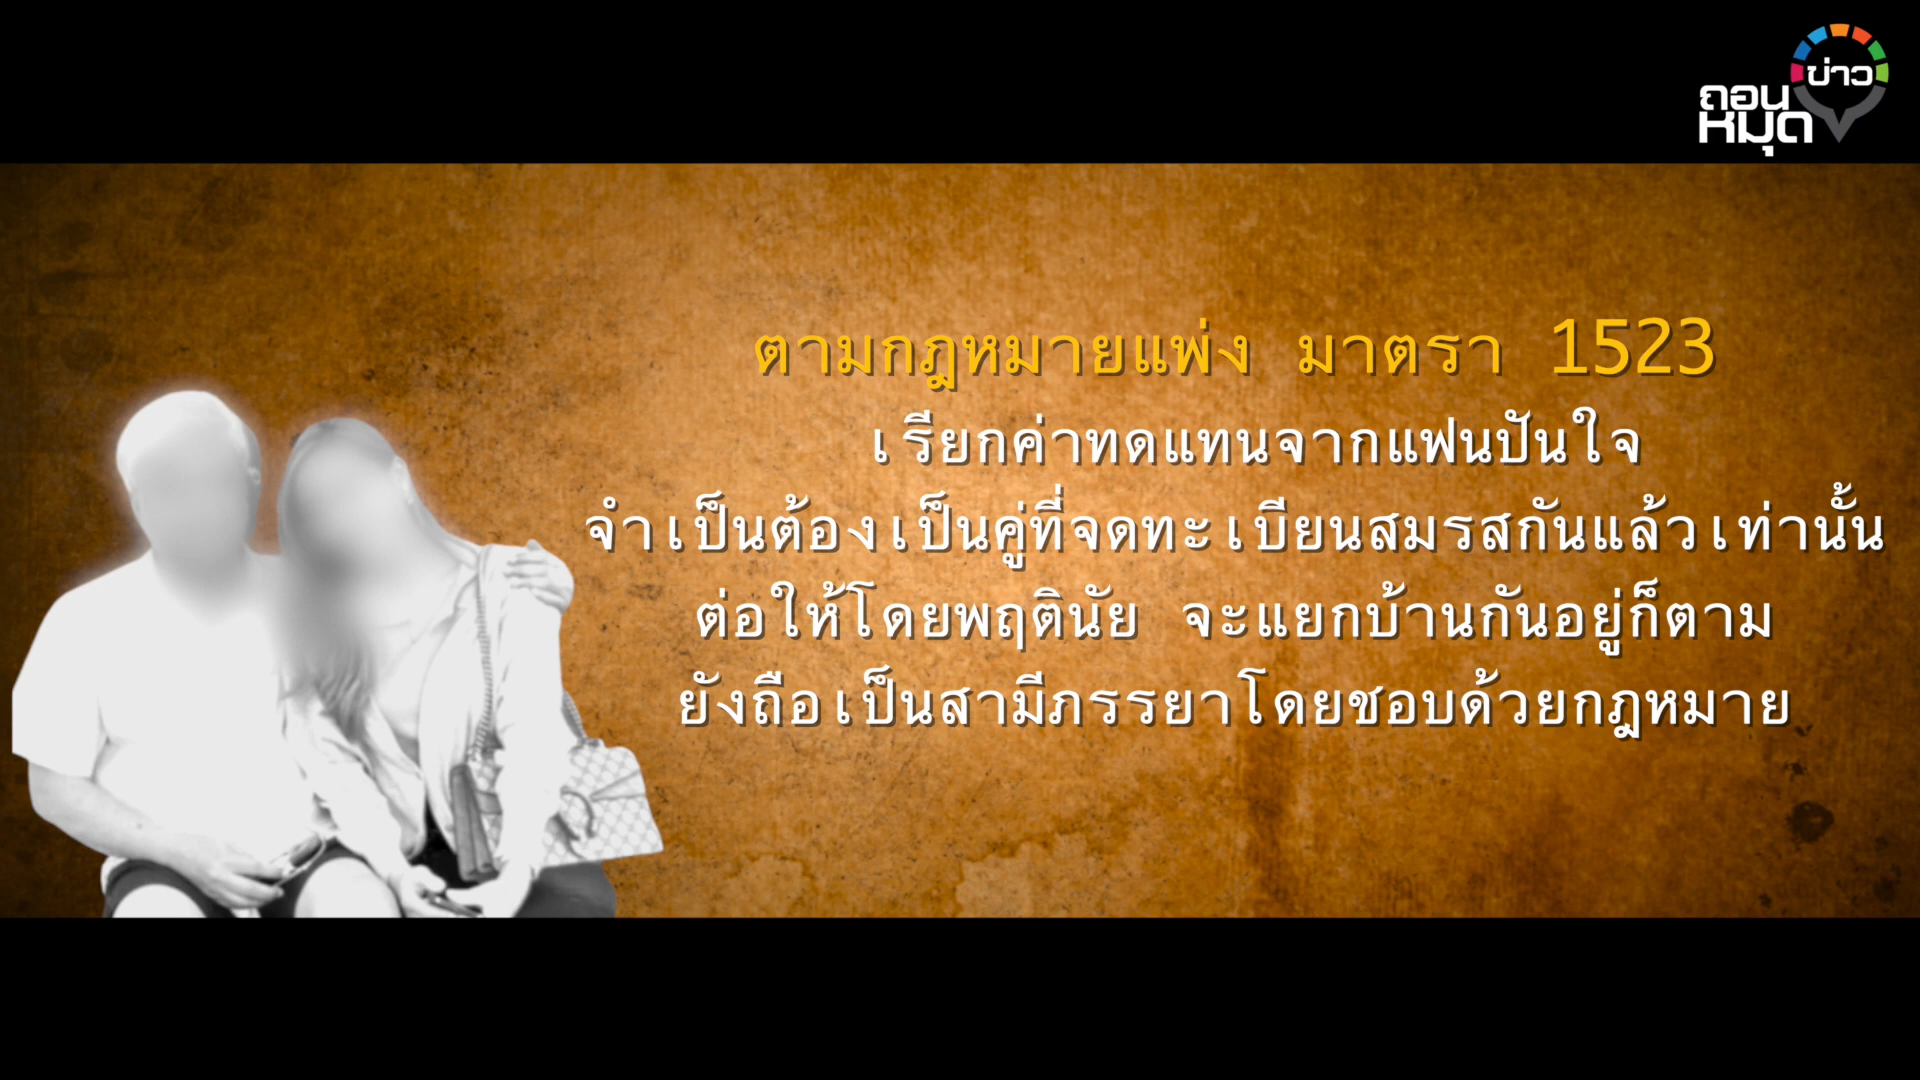 ถอน
หมุด
ข่าว
ตามกฎหมายแพ่ง มาตรา 1523
เรียกค่าทดแทนจากแฟนปันใจ
จำเป็นต้องเป็นคู่ที่จดทะเบียนสมรสกันแล้วเท่านั้น
ต่อให้โดยพฤตินัย จะแยกบ้านกันอยู่ก็ตาม
ยังถือเป็นสามีภรรยาโดยชอบด้วยกฎหมาย